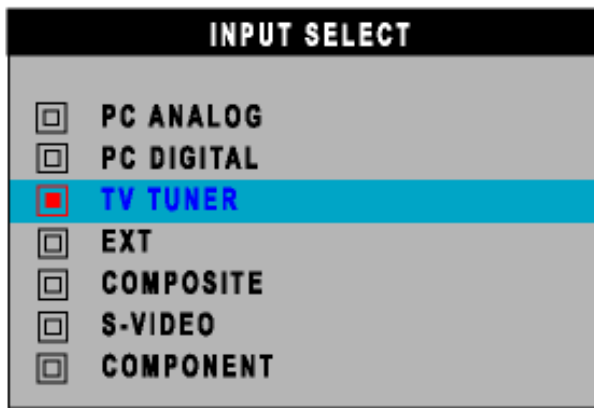 INPUT SELECT
PC ANALOG
PC DIGITAL
TV TUNER
EXT
COMPOSITE
S-VIDEO
COMPONENT